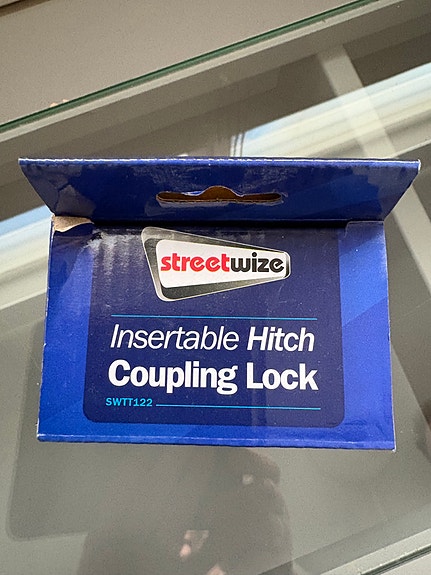 streetwize
Insertable Hitch
Coupling Lock
SWTT122